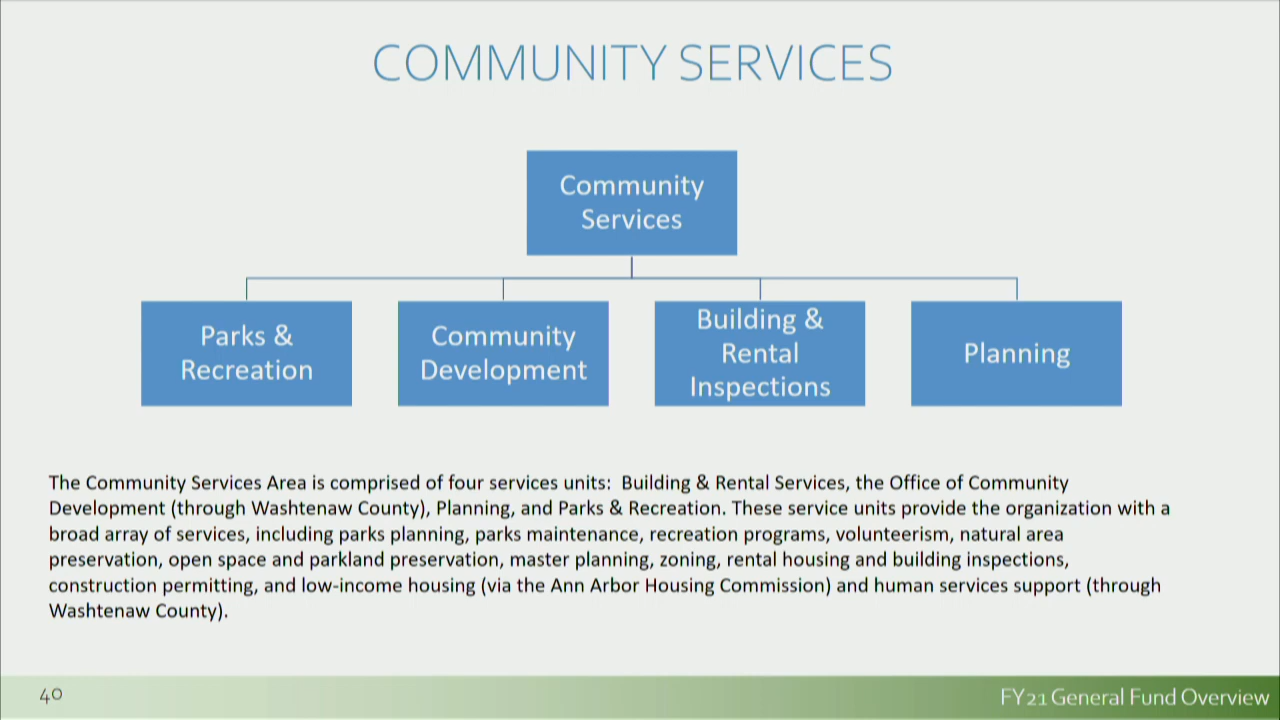 COMMUNITY SERVICES
Community
Services
Parks &
Recreation
Community
Development
Building &
Rental
Inspections
Planning
The Community Services Area is comprised of four services units:  Building & Rental Services, the Office of Community
Development (through Washtenaw County), Planning, and Parks & Recreation. These service units provide the organization with a
broad array of services, including parks planning, parks maintenance, recreation programs, volunteerism, natural area
preservation, open space and parkland preservation, master planning, zoning, rental housing and building inspections,
construction permitting, and low-income housing (via the Ann Arbor Housing Commission) and human services support (through
Washtenaw County).
40
FY21 General Fund Overview